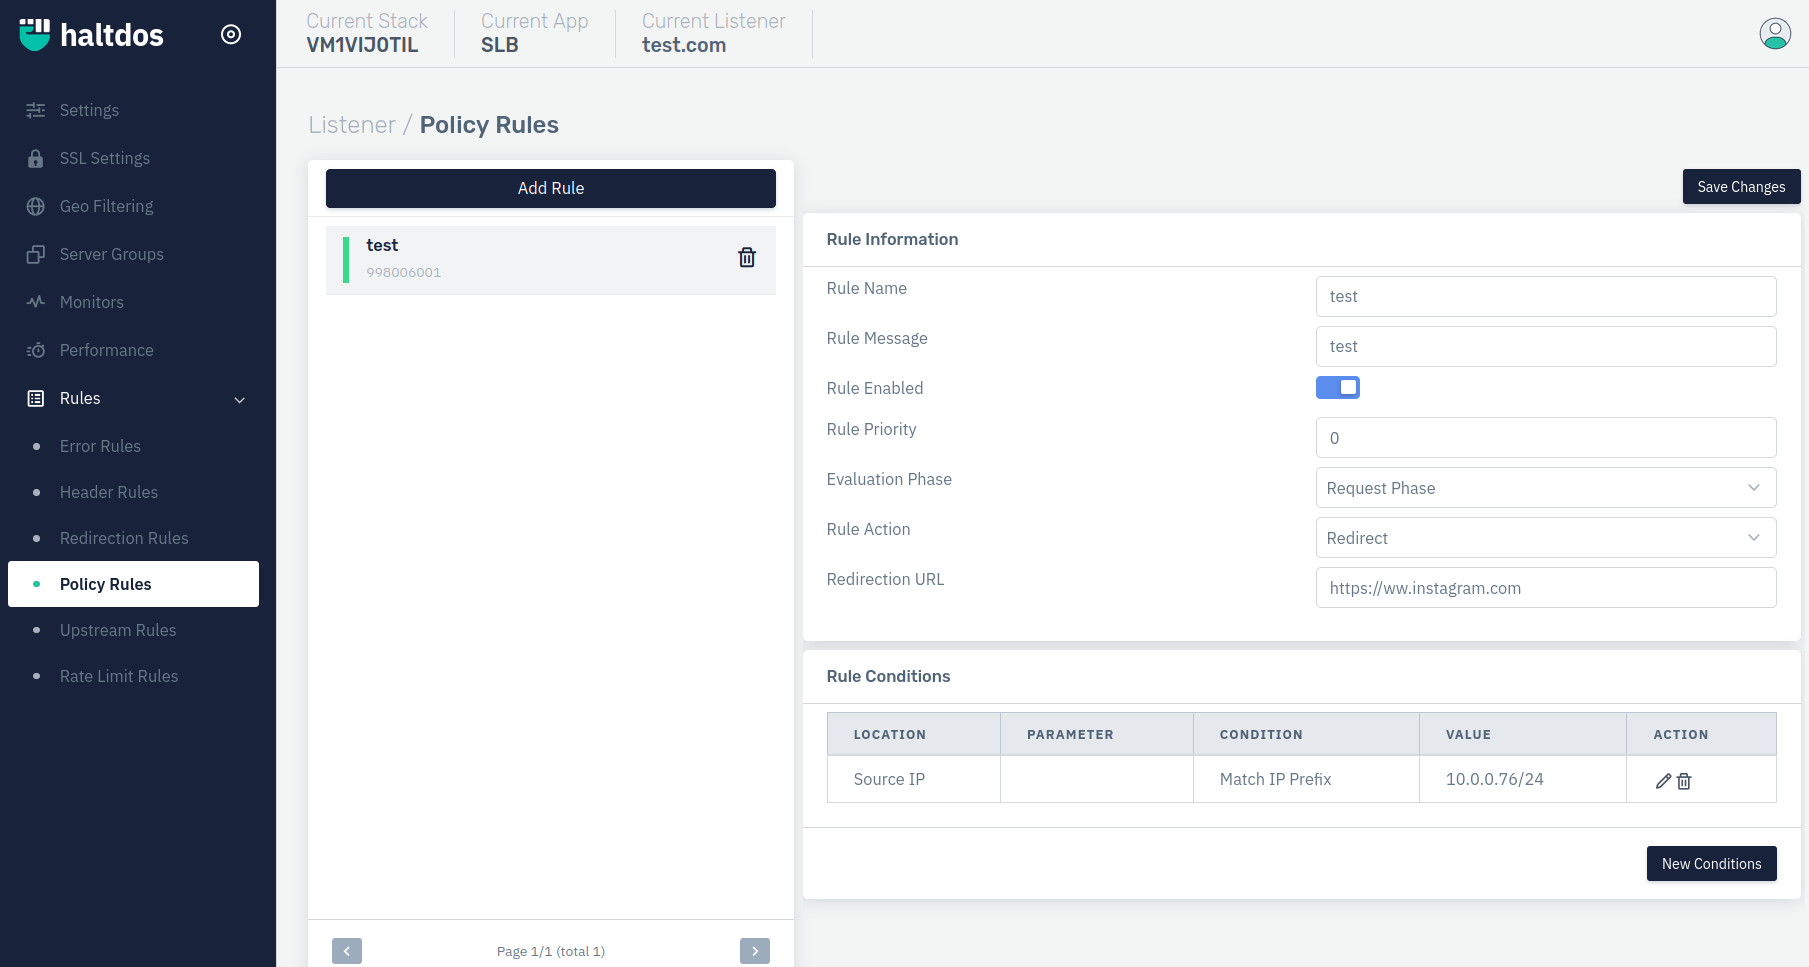 haltdos
Current Stack
VM1VIJ0TIL
Current App
SLB
Current Listener
test.com
Settings
SSL Settings
Geo Filtering
Server Groups
Monitors
Performance
Rules
Error Rules
Header Rules
Redirection Rules
Policy Rules
Upstream Rules
Rate Limit Rules
Listener / Policy Rules
Add Rule
test
998006001
Page 1/1 (total 1)
Save Changes
Rule Information
Rule Name
test
Rule Message
test
Rule Enabled
Rule Priority
0
Evaluation Phase
Request Phase
Rule Action
Redirect
Redirection URL
https://ww.instagram.com
Rule Conditions
LOCATION PARAMETER CONDITION VALUE ACTION
Source IP Match IP Prefix 10.0.0.76/24
New Conditions